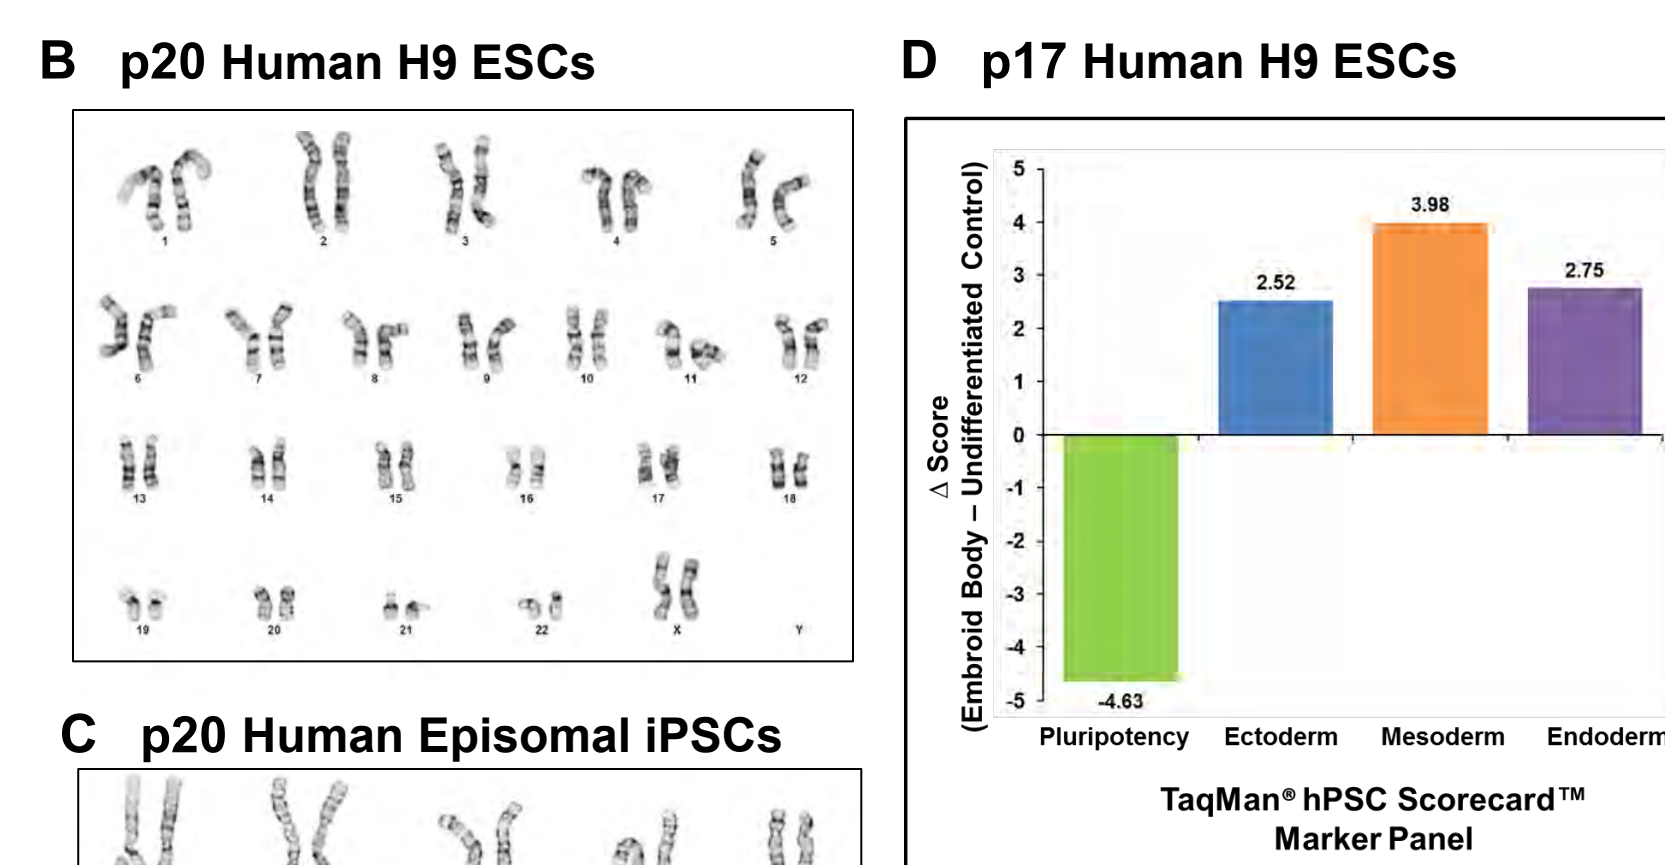 B p20 Human H9 ESCs
1 2 3 4 5
6 7 8 9 10 11 12
13 14 15 16 17 18
19 20 21 22 X Y
C p20 Human Episomal iPSCs
D p17 Human H9 ESCs
Δ Score
(Embroid Body – Undifferentiated Control)
5
4
3
2
1
0
-1
-2
-3
-4
-5
-4.63
2.52
3.98
2.75
Pluripotency Ectoderm Mesoderm Endoderm
TaqMan® hPSC Scorecard™
Marker Panel